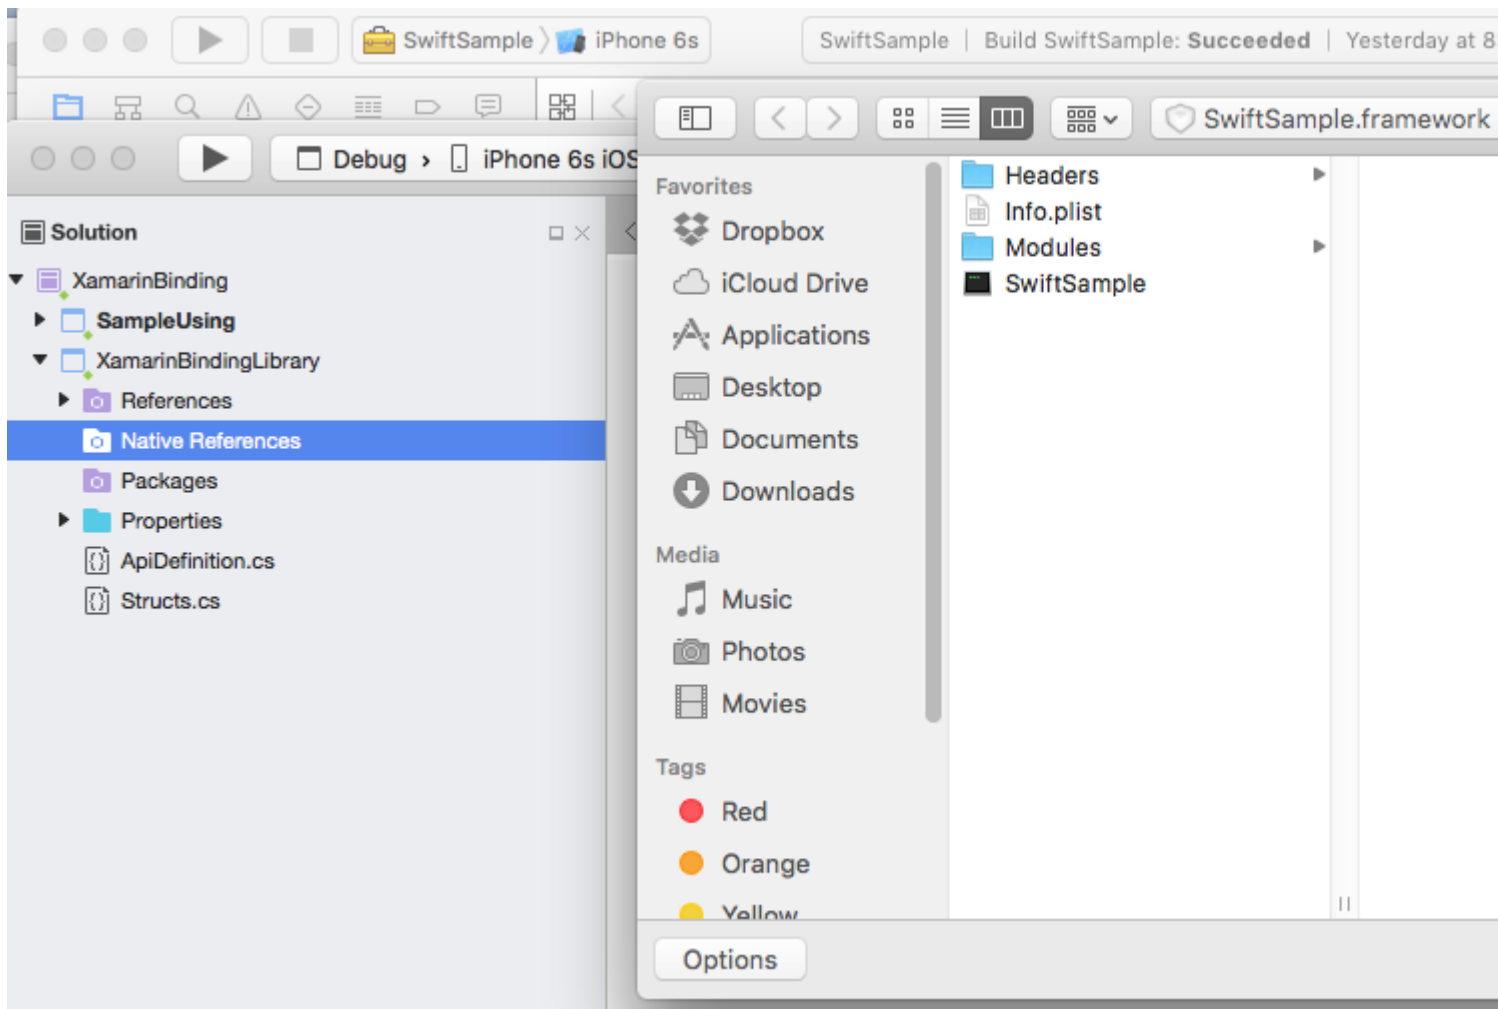 SwiftSample 〉 iPhone 6s
SwiftSample | Build SwiftSample: Succeeded | Yesterday at 8
Debug › iPhone 6s iOS
SwiftSample.framework
Solution
XamarinBinding
SampleUsing
XamarinBindingLibrary
References
Native References
Packages
Properties
ApiDefinition.cs
Structs.cs
Favorites
Dropbox
iCloud Drive
Applications
Desktop
Documents
Downloads
Media
Music
Photos
Movies
Tags
Red
Orange
Yellow
Headers
Info.plist
Modules
SwiftSample
Options